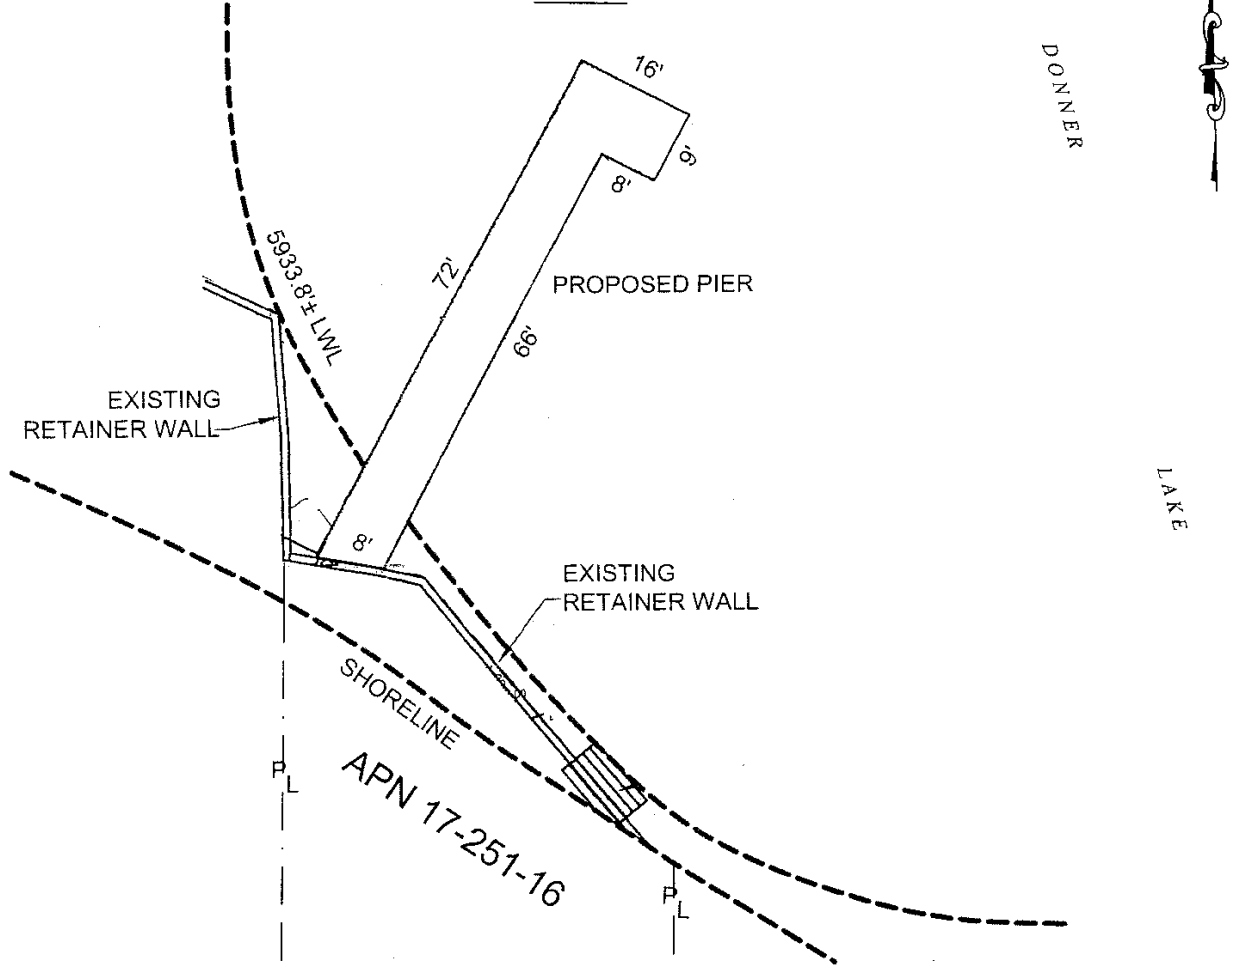 16'
DONNER
9'
8'
5933.8'± LWL
72'
PROPOSED PIER
66'
EXISTING
RETAINER WALL
LAKE
8'
EXISTING
RETAINER WALL
SHORELINE
PL
APN 17-251-16
PL